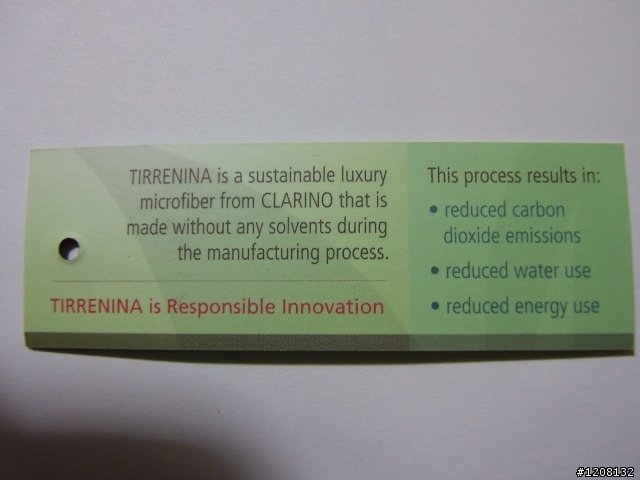 TIRRENINA is a sustainable luxury
microfiber from CLARINO that is
made without any solvents during
the manufacturing process.
TIRRENINA is Responsible Innovation
This process results in:
• reduced carbon
dioxide emissions
• reduced water use
• reduced energy use
#1208132